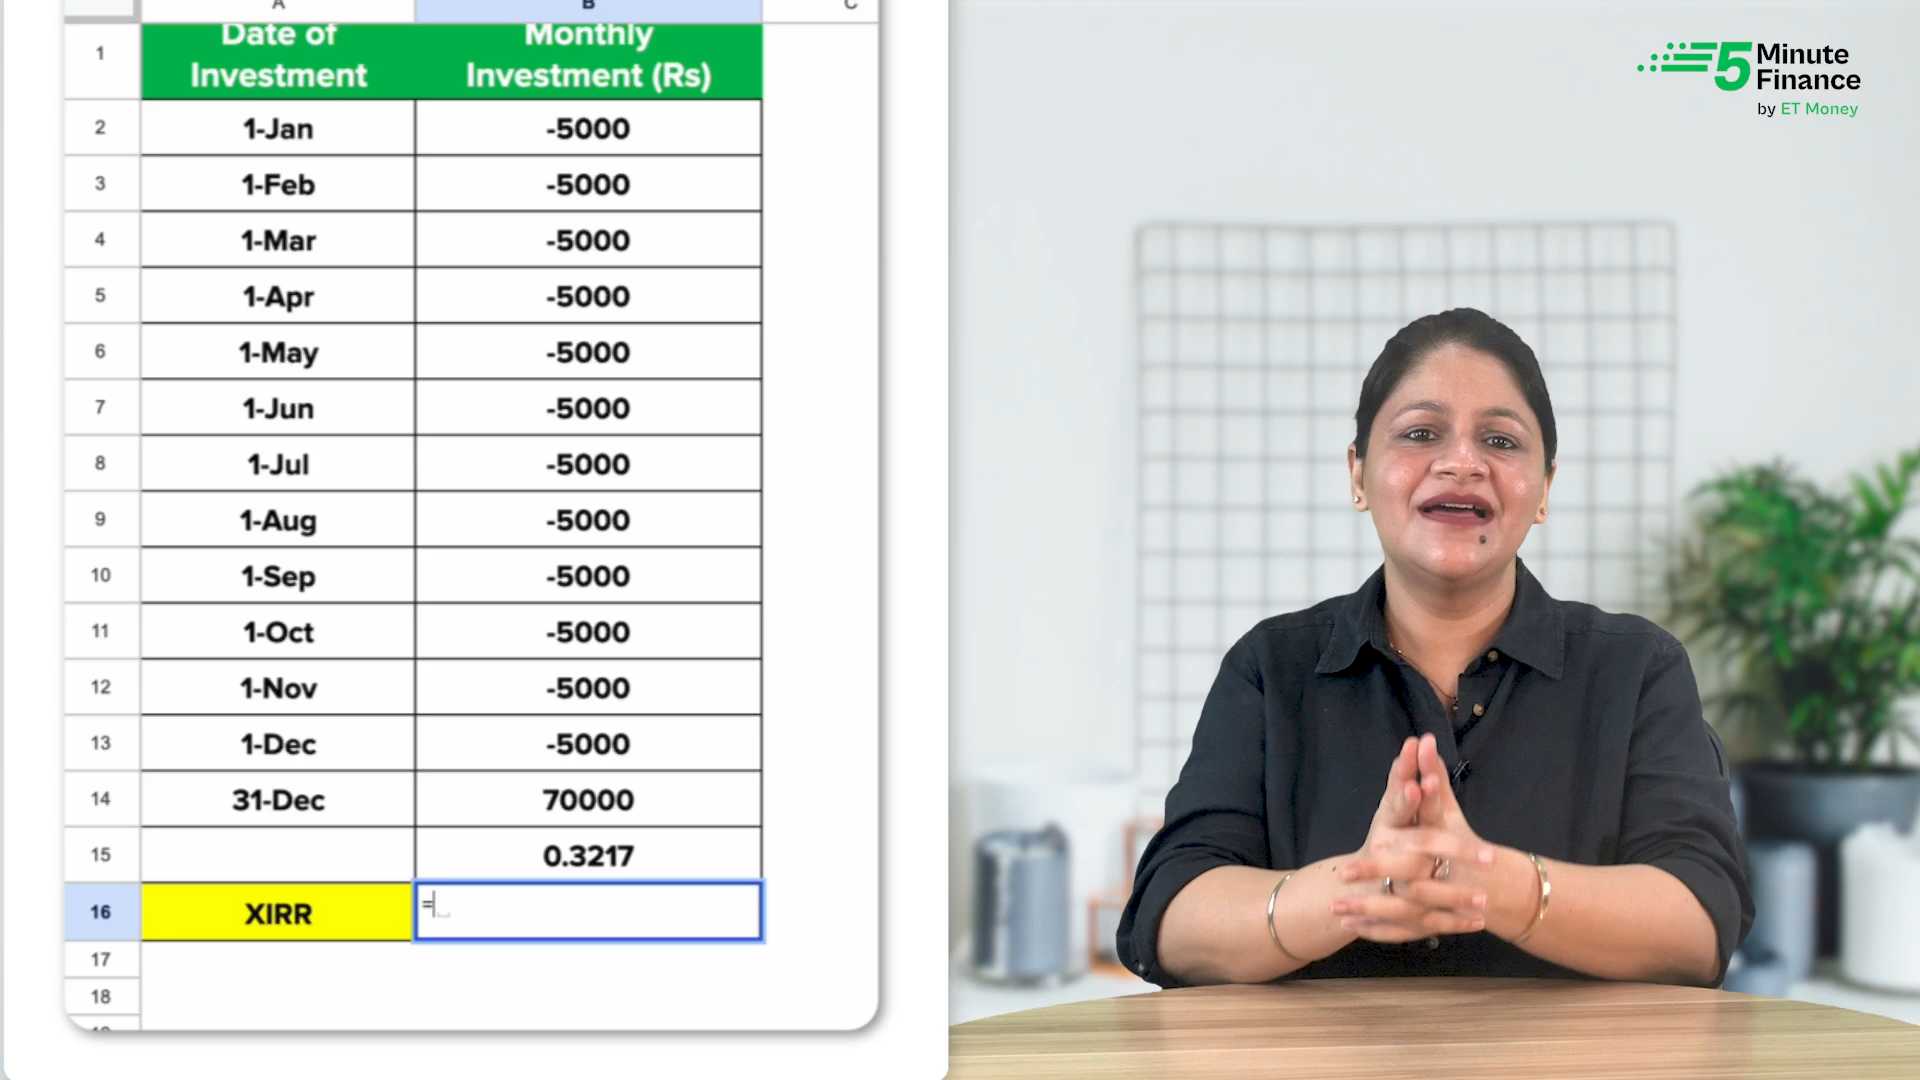 A B C
1 Date of Monthly
Investment Investment (Rs)
2 1-Jan -5000
3 1-Feb -5000
4 1-Mar -5000
5 1-Apr -5000
6 1-May -5000
7 1-Jun -5000
8 1-Jul -5000
9 1-Aug -5000
10 1-Sep -5000
11 1-Oct -5000
12 1-Nov -5000
13 1-Dec -5000
14 31-Dec 70000
15 0.3217
16 XIRR =
17
18
5 Minute
Finance
by ET Money